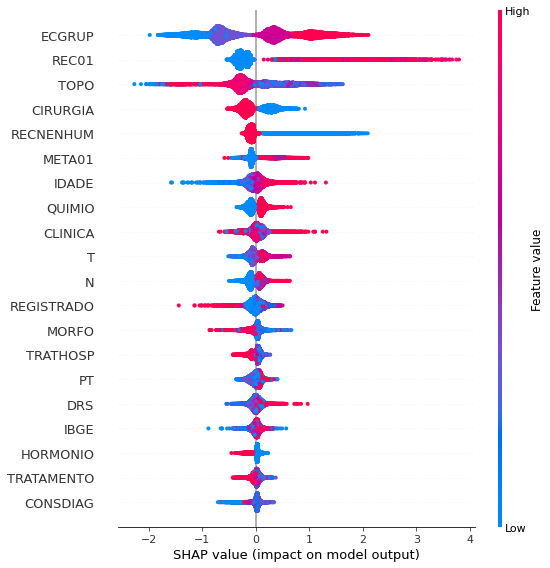 High
ECGRUP
REC01
TOPO
CIRURGIA
RECNENHUM
META01
IDADE
QUIMIO
CLINICA
T
N
REGISTRADO
MORFO
TRATHOSP
PT
DRS
IBGE
HORMONIO
TRATAMENTO
CONSDIAG
Feature value
Low
−2 −1 0 1 2 3 4
SHAP value (impact on model output)